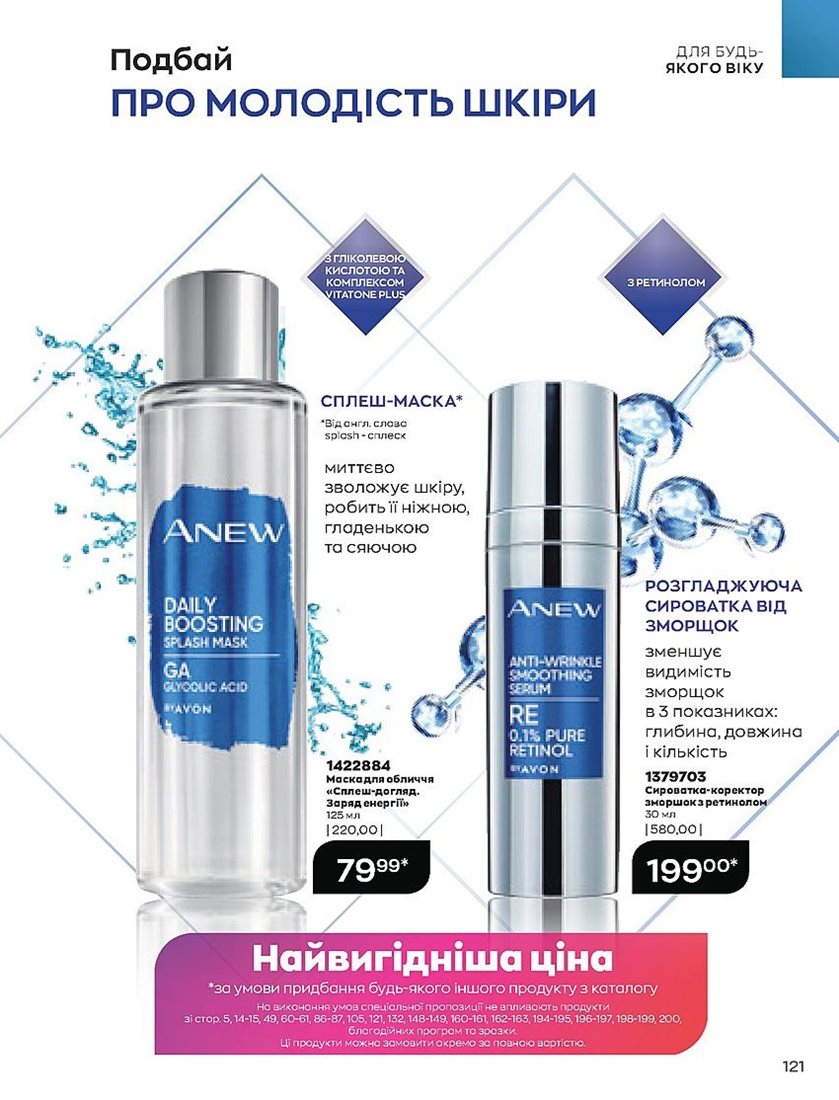 Подбай
ПРО МОЛОДІСТЬ ШКІРИ
ДЛЯ БУДЬ-
ЯКОГО ВІКУ
З ГЛІКОЛЕВОЮ
КИСЛОТОЮ ТА
КОМПЛЕКСОМ
VITATONE PLUS
З РЕТИНОЛОМ
СПЛЕШ-МАСКА*
*Від англ. слова
splash - сплеск
миттєво
зволожує шкіру,
робить її ніжною,
гладенькою
та сяючою
ANEW
DAILY
BOOSTING
SPLASH MASK
GA
GLYCOLIC ACID
BY AVON
1422884
Маска для обличчя
«Сплеш-догляд.
Заряд енергії»
125 мл
|220,00|
79 99*
ANEW
ANTI-WRINKLE
SMOOTHING
SERUM
RE
0.1% PURE
RETINOL
BY AVON
РОЗГЛАДЖУЮЧА
СИРОВАТКА ВІД
ЗМОРЩОК
зменшує
видимість
зморщок
в 3 показниках:
глибина, довжина
і кількість
1379703
Сироватка-коректор
зморшок з ретинолом
30 мл
|580,00|
199 00*
Найвигідніша ціна
*за умови придбання будь-якого іншого продукту з каталогу
На виконання умов спеціальної пропозиції не впливають продукти
зі стор. 5, 14-15, 49, 60-61, 86-87, 105, 121, 132, 148-149, 160-161, 162-163, 194-195, 196-197, 198-199, 200,
благодійних програм та зразки.
Ці продукти можна замовити окремо за повною вартістю.
121